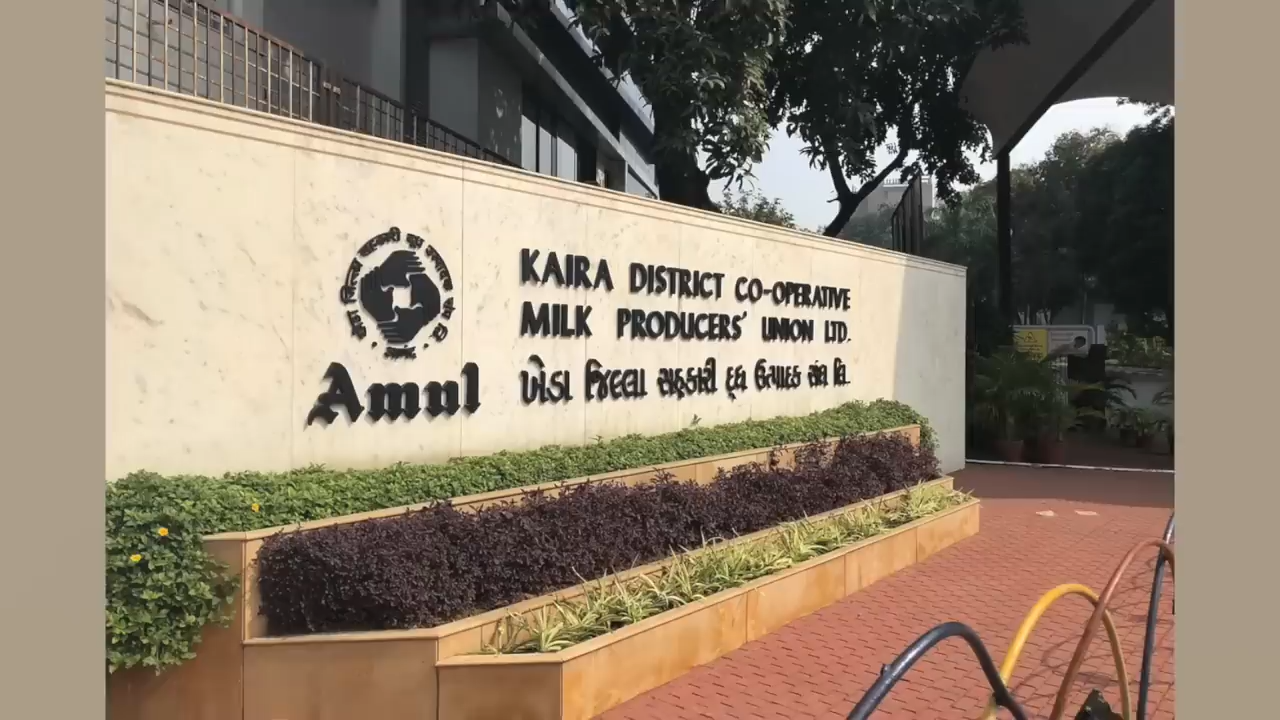 Amul
KAIRA DISTRICT CO-OPERATIVE
MILK PRODUCERS' UNION LTD.
ખેડા જિલ્લા સહકારી દૂધ ઉત્પાદક સંઘ લિ.